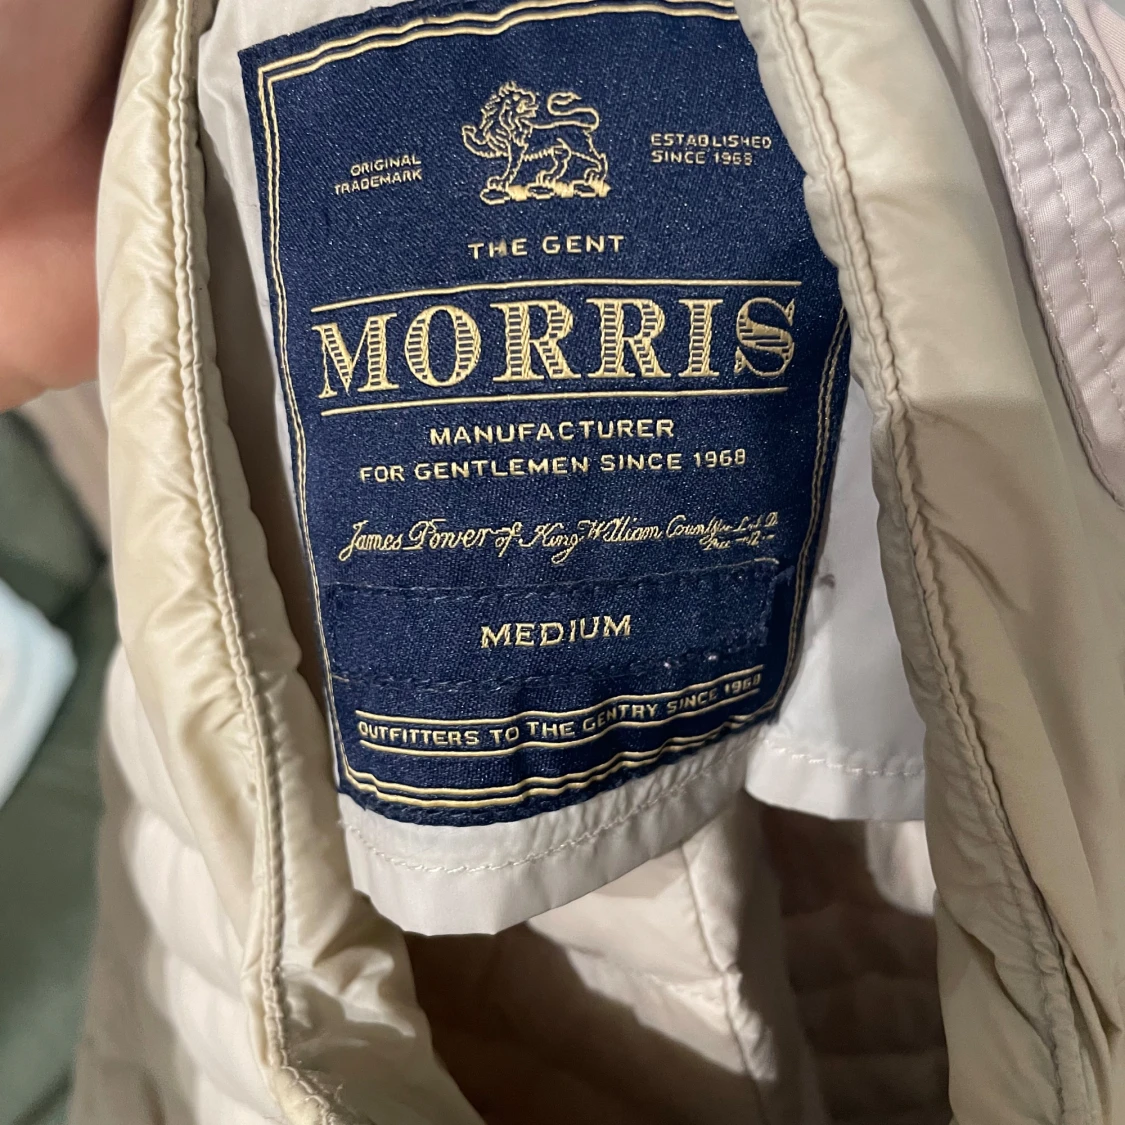 ORIGINAL
TRADEMARK
ESTABLISHED
SINCE 1968
THE GENT
MORRIS
MANUFACTURER
FOR GENTLEMEN SINCE 1968
James Power of King William County
MEDIUM
OUTFITTERS TO THE GENTRY SINCE 1968